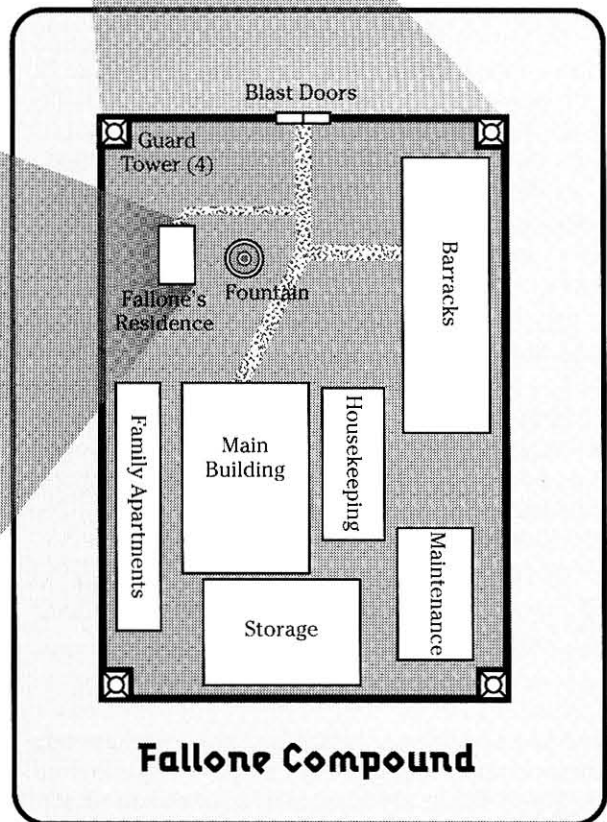 Blast Doors
Guard
Tower (4)
Barracks
Fallone's
Residence
Fountain
Family Apartments
Main
Building
Housekeeping
Maintenance
Storage
Fallone Compound